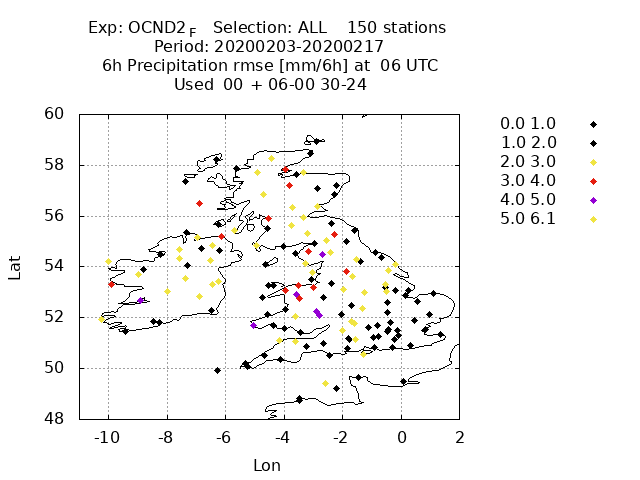 Exp: OCND2 F Selection: ALL 150 stations
Period: 20200203-20200217
6h Precipitation rmse [mm/6h] at 06 UTC
Used 00 + 06-00 30-24
60
58
56
54
52
50
48
Lat
-10 -8 -6 -4 -2 0 2
Lon
0.0 1.0
1.0 2.0
2.0 3.0
3.0 4.0
4.0 5.0
5.0 6.1